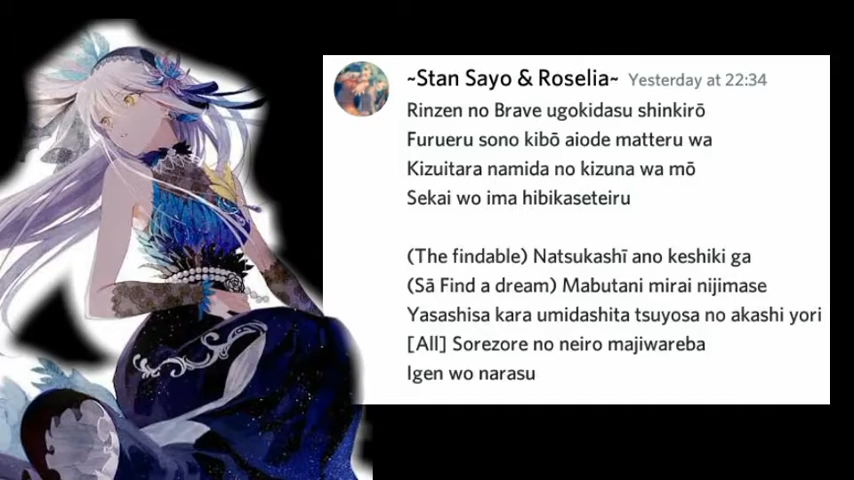 ~Stan Sayo & Roselia~ Yesterday at 22:34
Rinzen no Brave ugokidasu shinkirō
Furueru sono kibō aiode matteru wa
Kizuitara namida no kizuna wa mō
Sekai wo ima hibikaseteiru
(The findable) Natsukashī ano keshiki ga
(Sā Find a dream) Mabutani mirai nijimase
Yasashisa kara umidashita tsuyosa no akashi yori
[All] Sorezore no neiro majiwareba
Igen wo narasu